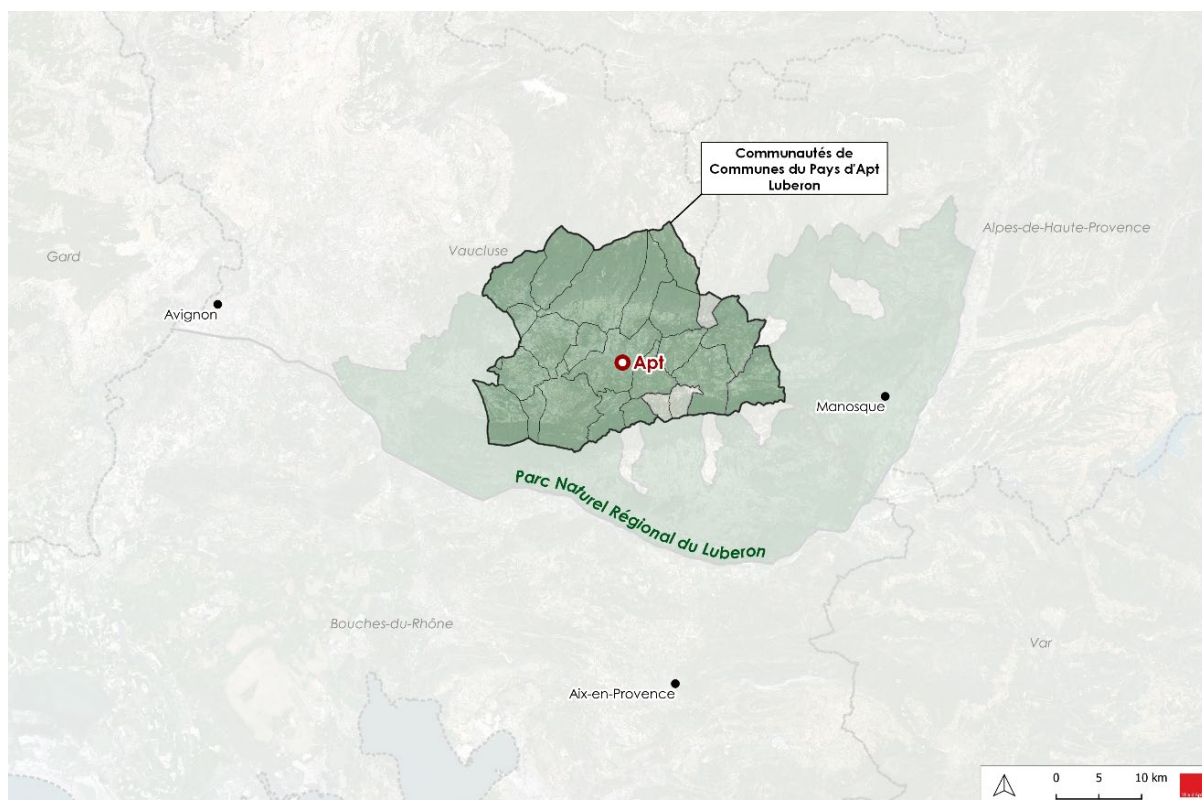 Communautés de
Communes du Pays d'Apt
Luberon
Alpes-de-Haute-Provence
Vaucluse
Gard
Avignon
Apt
Manosque
Parc Naturel Régional du Luberon
Bouches-du-Rhône
Var
Aix-en-Provence
0 5 10 km